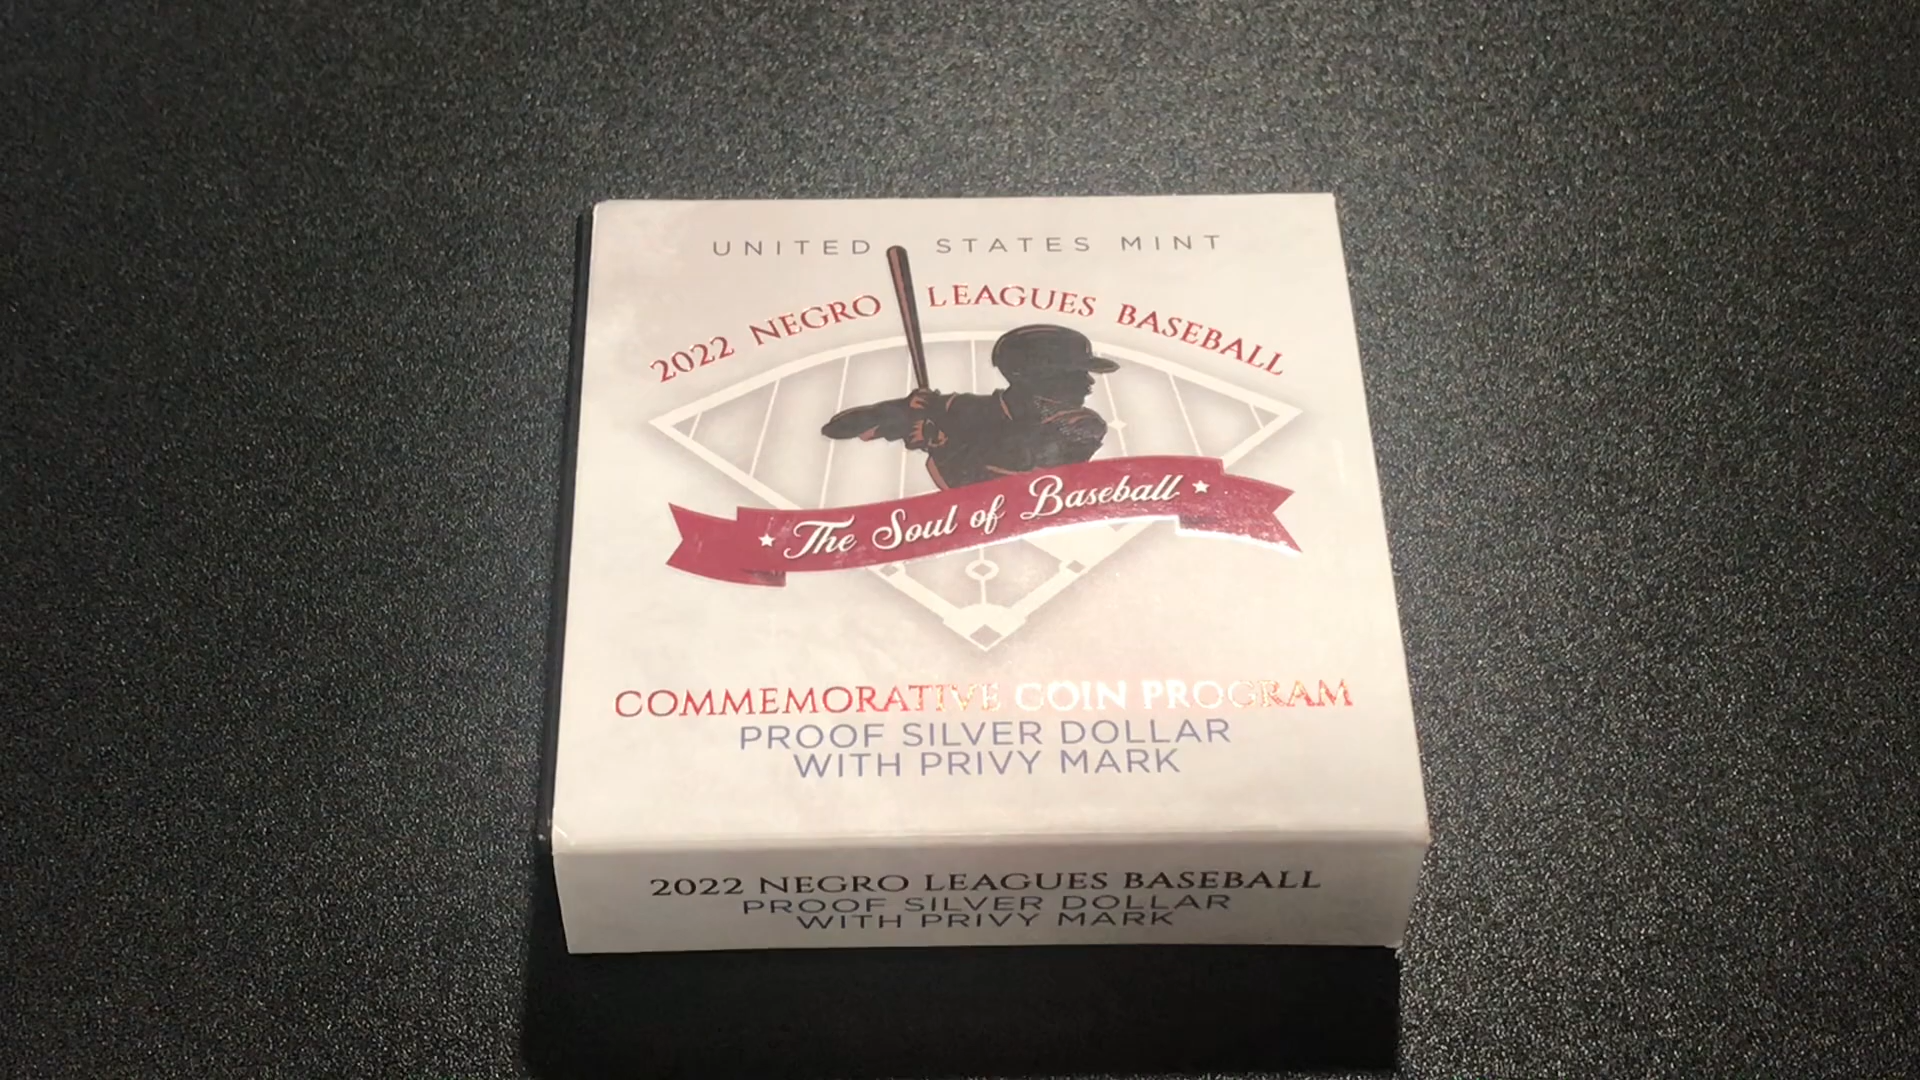 UNITED STATES MINT
2022 NEGRO LEAGUES BASEBALL
The Soul of Baseball
COMMEMORATIVE COIN PROGRAM
PROOF SILVER DOLLAR
WITH PRIVY MARK
2022 NEGRO LEAGUES BASEBALL
PROOF SILVER DOLLAR
WITH PRIVY MARK